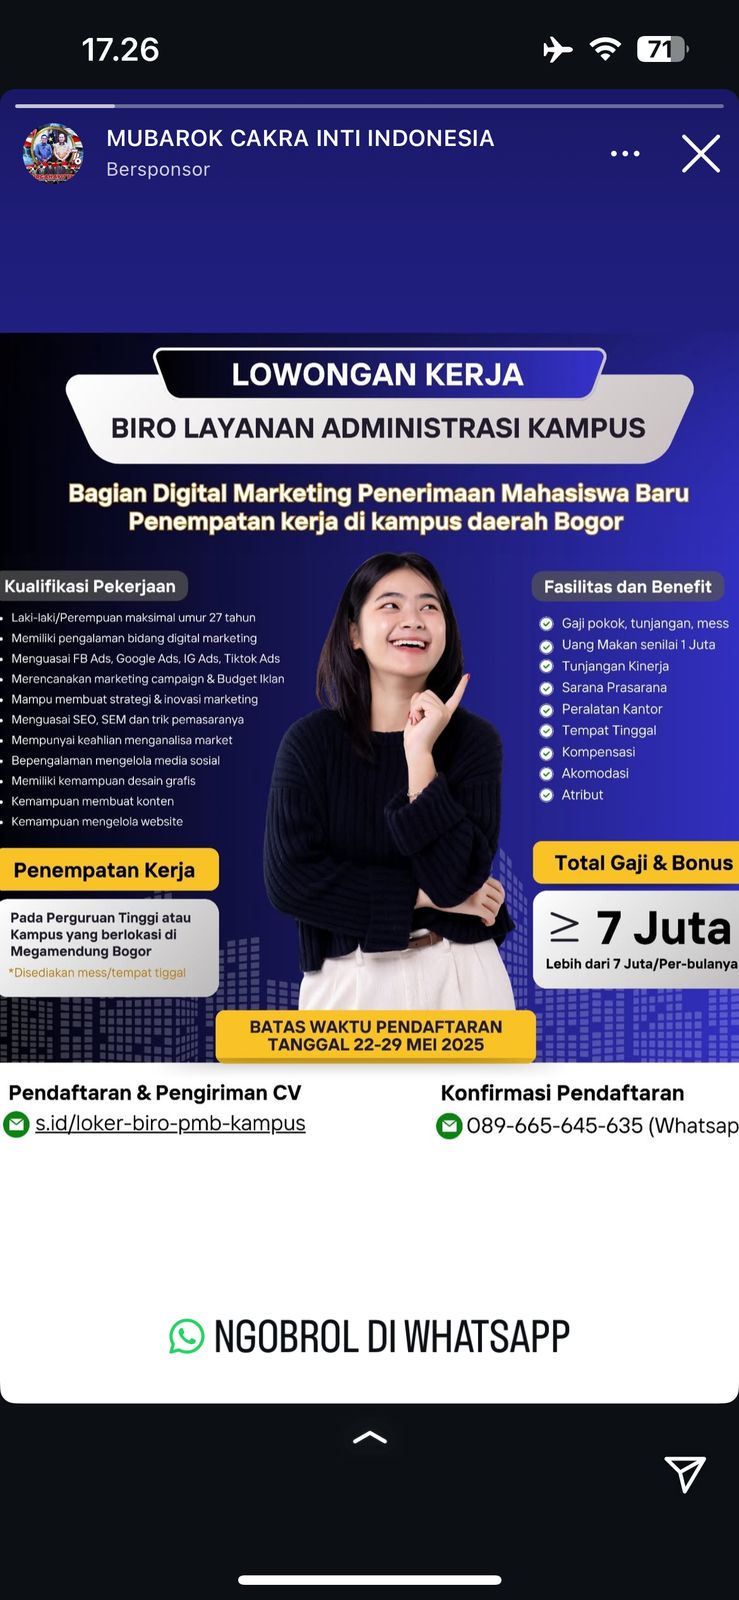 17.26
71
MUBAROK CAKRA INTI INDONESIA
Bersponsor
LOWONGAN KERJA
BIRO LAYANAN ADMINISTRASI KAMPUS
Bagian Digital Marketing Penerimaan Mahasiswa Baru
Penempatan kerja di kampus daerah Bogor
Kualifikasi Pekerjaan
• Laki-laki/Perempuan maksimal umur 27 tahun
• Memiliki pengalaman bidang digital marketing
• Menguasai FB Ads, Google Ads, IG Ads, Tiktok Ads
• Merencanakan marketing campaign & Budget Iklan
• Mampu membuat strategi & inovasi marketing
• Menguasai SEO, SEM dan trik pemasaranya
• Mempunyai keahlian menganalisa market
• Bepengalaman mengelola media sosial
• Memiliki kemampuan desain grafis
• Kemampuan membuat konten
• Kemampuan mengelola website
Fasilitas dan Benefit
Gaji pokok, tunjangan, mess
Uang Makan senilai 1 Juta
Tunjangan Kinerja
Sarana Prasarana
Peralatan Kantor
Tempat Tinggal
Kompensasi
Akomodasi
Atribut
Penempatan Kerja
Pada Perguruan Tinggi atau
Kampus yang berlokasi di
Megamendung Bogor
*Disediakan mess/tempat tiggal
Total Gaji & Bonus
≥ 7 Juta
Lebih dari 7 Juta/Per-bulanya
BATAS WAKTU PENDAFTARAN
TANGGAL 22-29 MEI 2025
Pendaftaran & Pengiriman CV
s.id/loker-biro-pmb-kampus
Konfirmasi Pendaftaran
089-665-645-635 (Whatsap
NGOBROL DI WHATSAPP